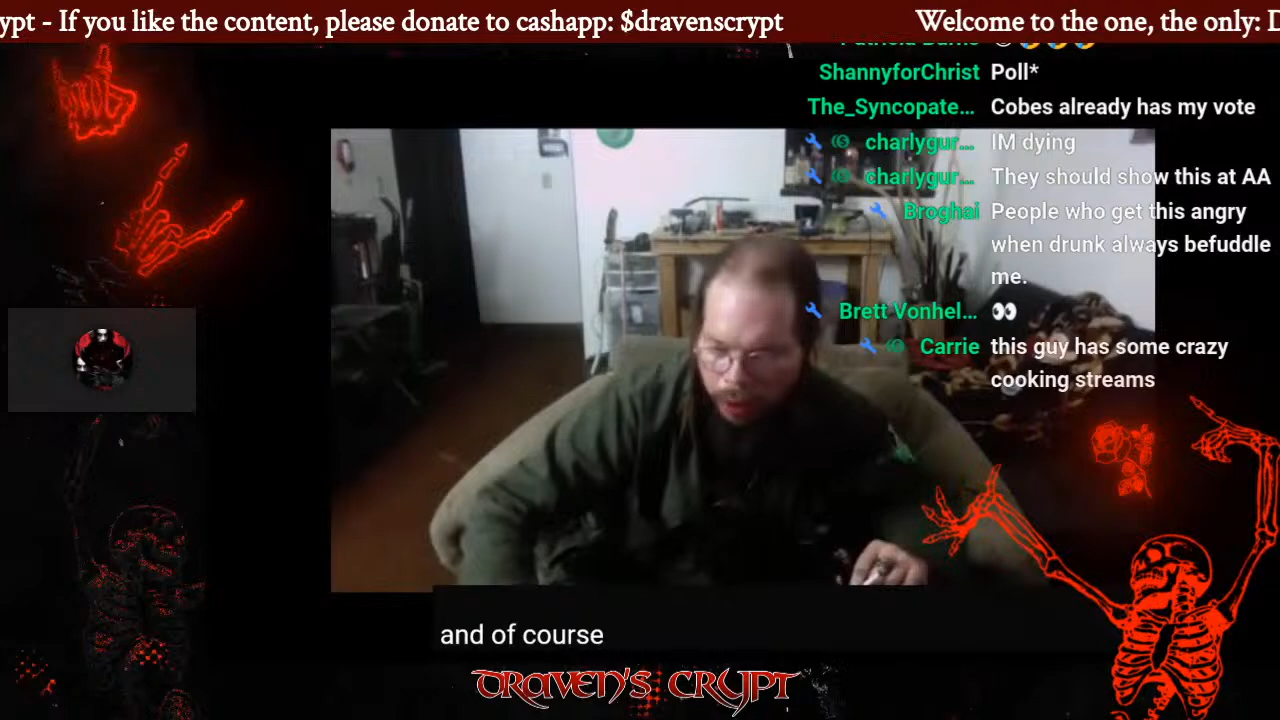 ypt - If you like the content, please donate to cashapp: $dravenscrypt
Welcome to the one, the only: D
ShannyforChrist Poll*
The_Syncopate... Cobes already has my vote
charlygur... IM dying
charlygur... They should show this at AA
Broghai People who get this angry
when drunk always befuddle
me.
Brett Vonhel... 👀
Carrie this guy has some crazy
cooking streams
and of course
DRAVEN'S CRYPT